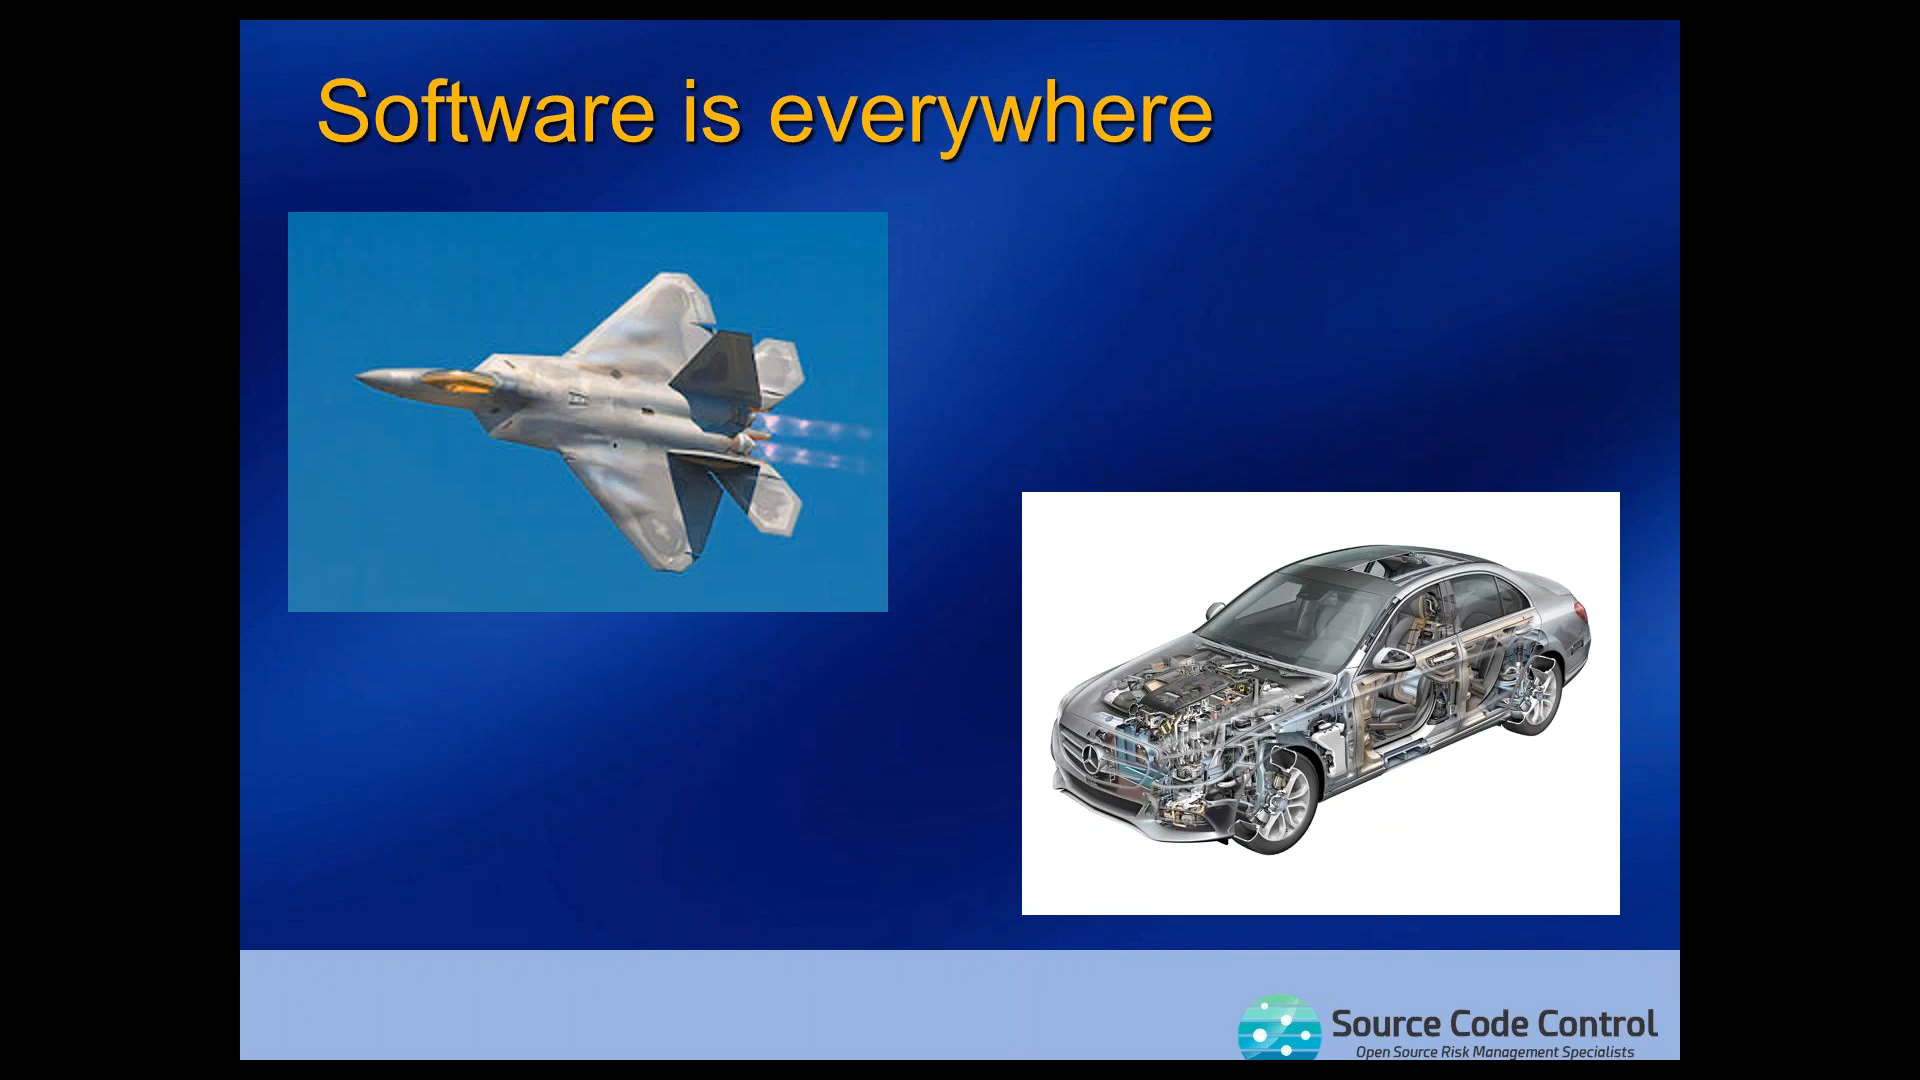 Software is everywhere
Source Code Control
Open Source Risk Management Specialists